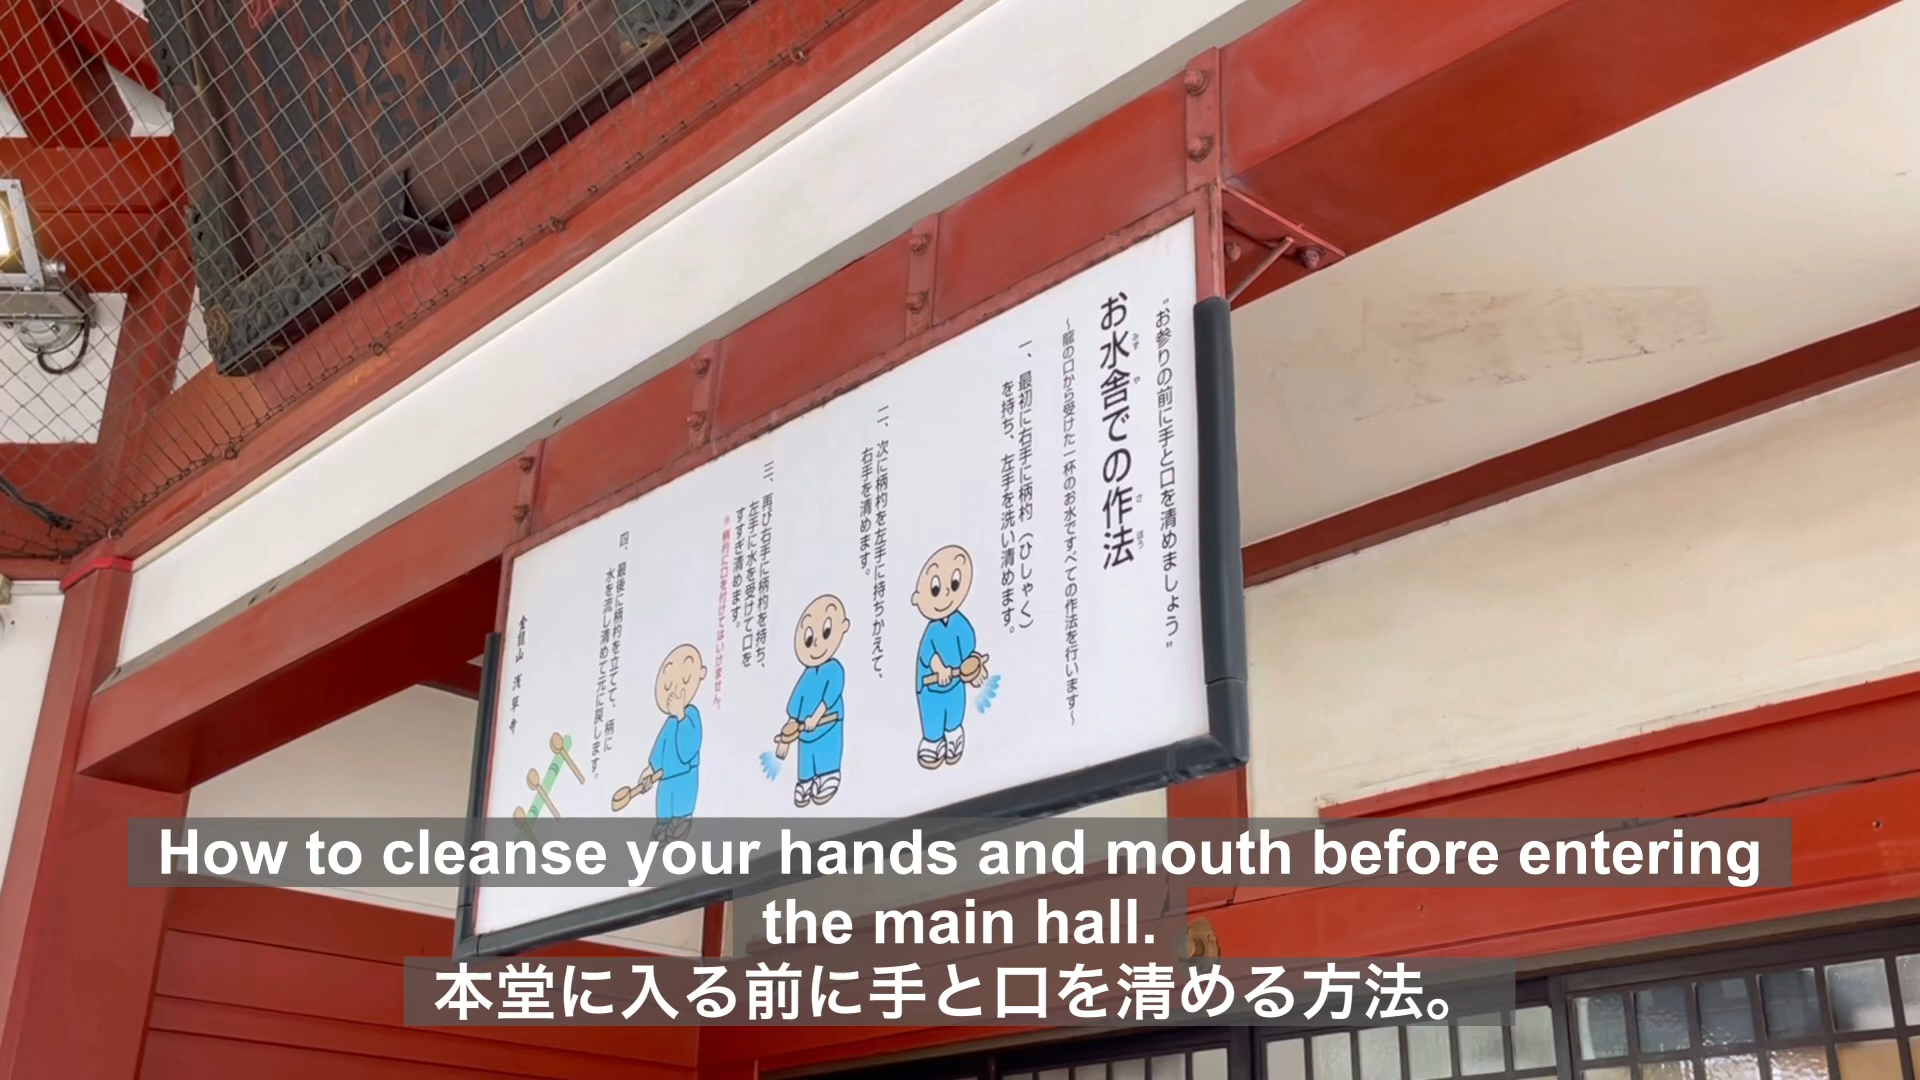 “お参りの前に手と口を清めましょう”
お水舎での作法
みず や さ ほう
～龍の口から受けた一杯のお水ですべての作法を行います～
一、最初に右手に柄杓（ひしゃく）
を持ち、左手を洗い清めます。
二、次に柄杓を左手に持ちかえて、
右手を清めます。
三、再び右手に柄杓を持ち、
左手に水を受けて口を
すすぎ清めます。
※柄杓に口を付けてはいけません。
四、最後に柄杓を立てて、柄に
水を流し清めて元に戻します。
金龍山 浅草寺
How to cleanse your hands and mouth before entering
the main hall.
本堂に入る前に手と口を清める方法。